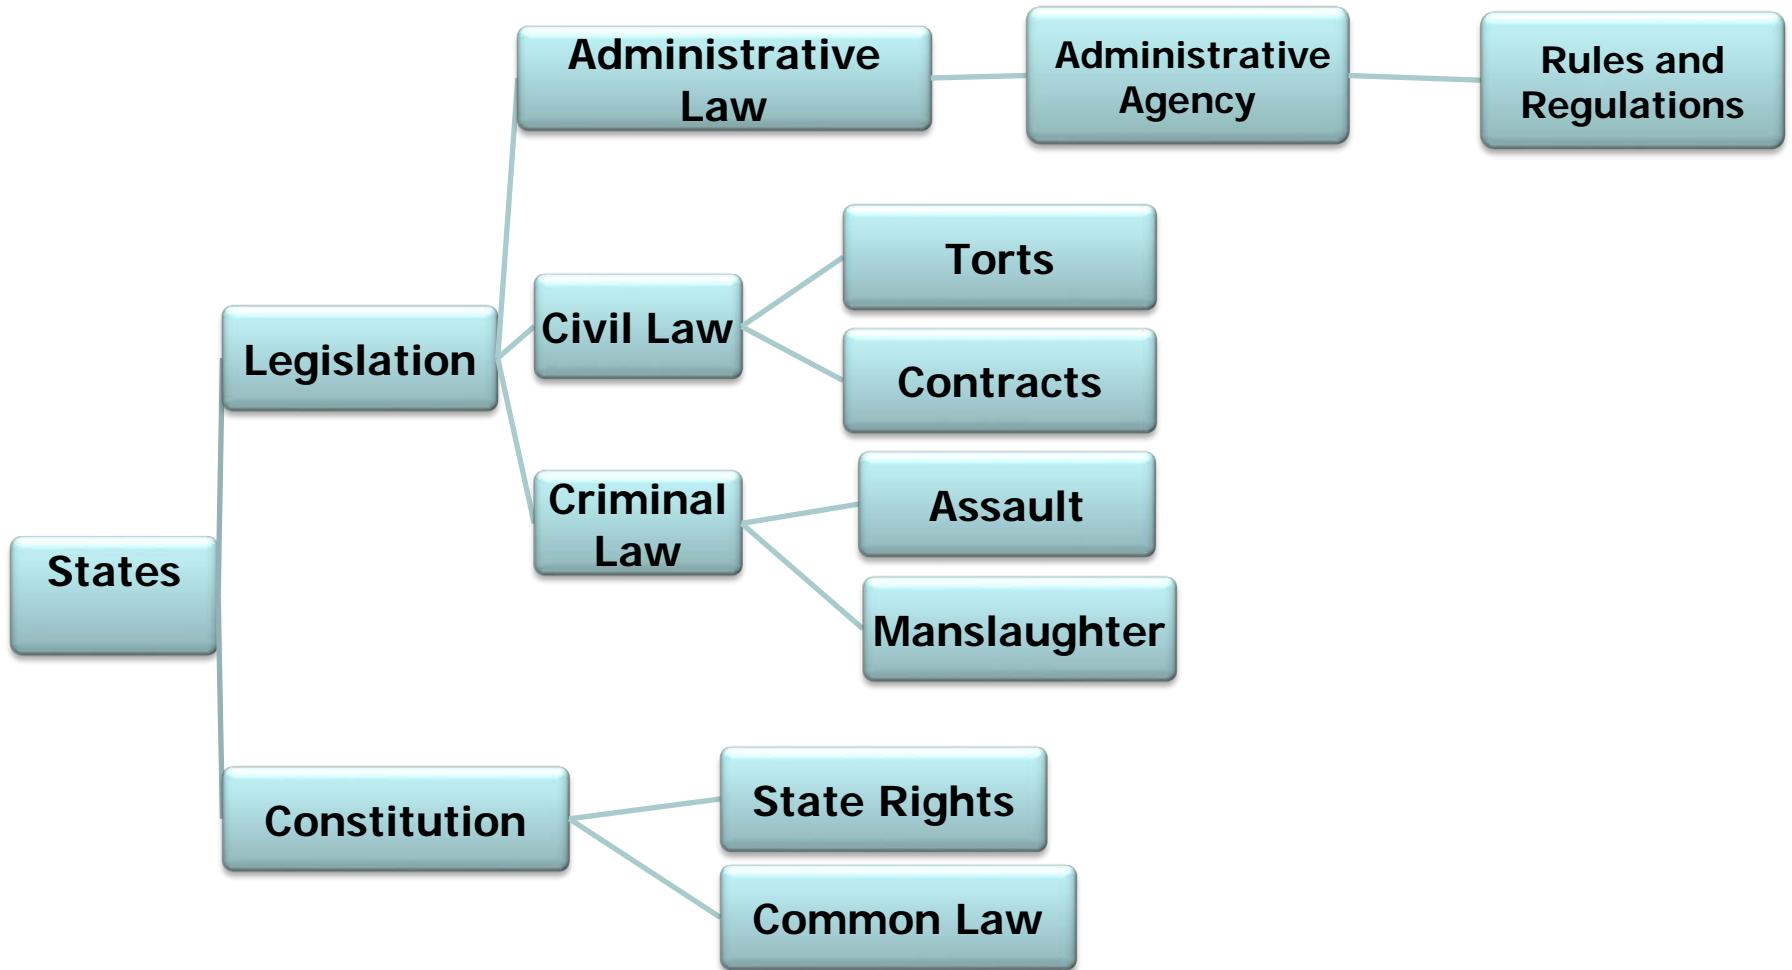 Administrative
Law
Administrative
Agency
Rules and
Regulations
Torts
Civil Law
Legislation
Contracts
Criminal
Law
Assault
States
Manslaughter
State Rights
Constitution
Common Law